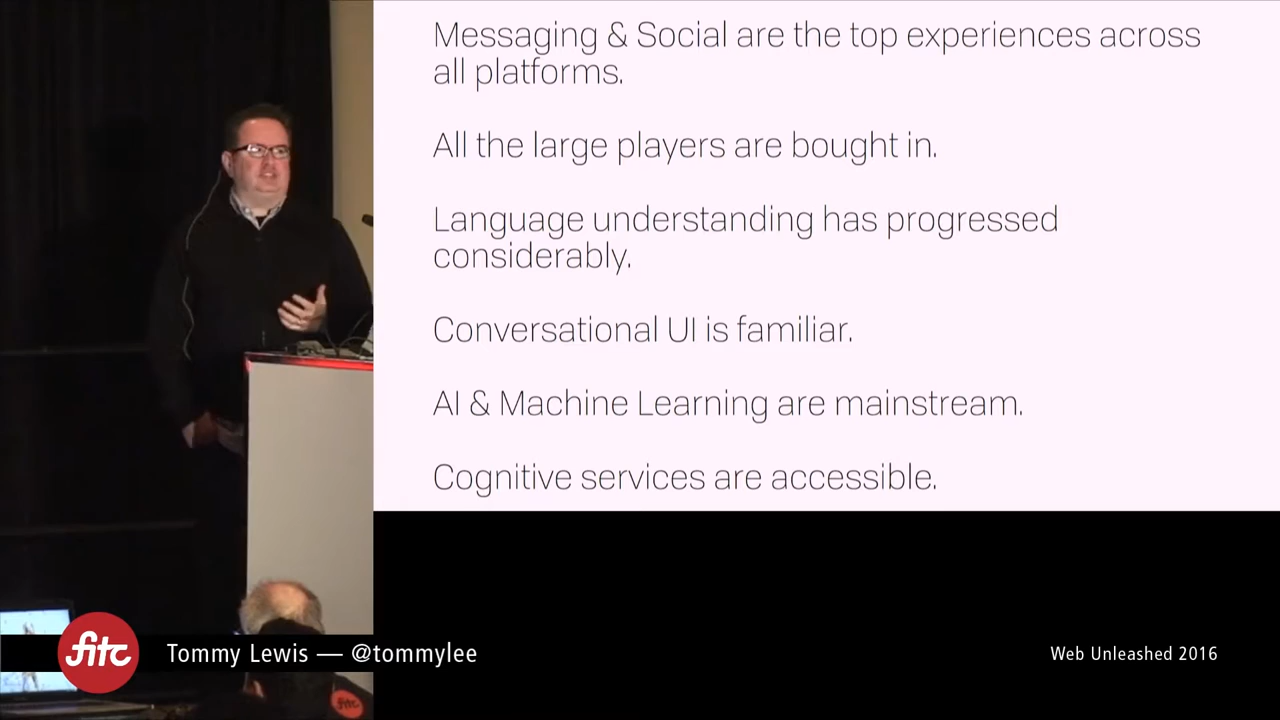 Messaging & Social are the top experiences across
all platforms.
All the large players are bought in.
Language understanding has progressed
considerably.
Conversational UI is familiar.
AI & Machine Learning are mainstream.
Cognitive services are accessible.
fitc
Tommy Lewis — @tommylee
Web Unleashed 2016
fitc